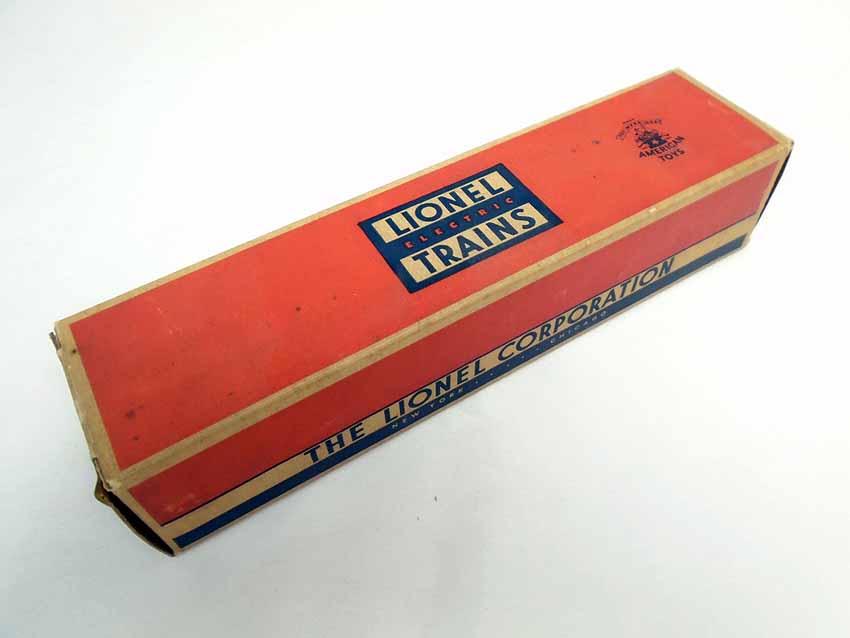 LIONEL
ELECTRIC
TRAINS
AMERICAN
TOYS
THE LIONEL CORPORATION
NEW YORK . . . . . CHICAGO